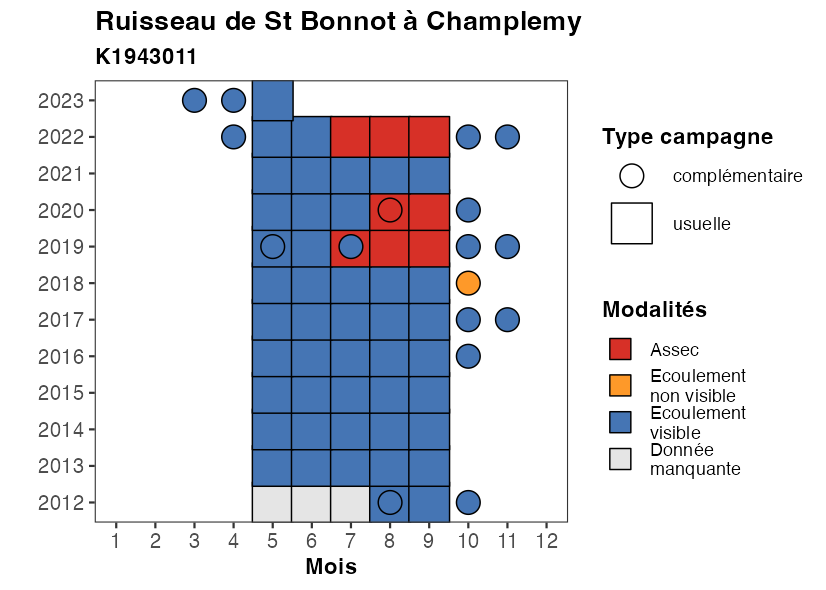 Ruisseau de St Bonnot à Champlemy
K1943011
2023
2022
2021
2020
2019
2018
2017
2016
2015
2014
2013
2012
1 2 3 4 5 6 7 8 9 10 11 12
Mois
Type campagne
complémentaire
usuelle
Modalités
Assec
Ecoulement
non visible
Ecoulement
visible
Donnée
manquante